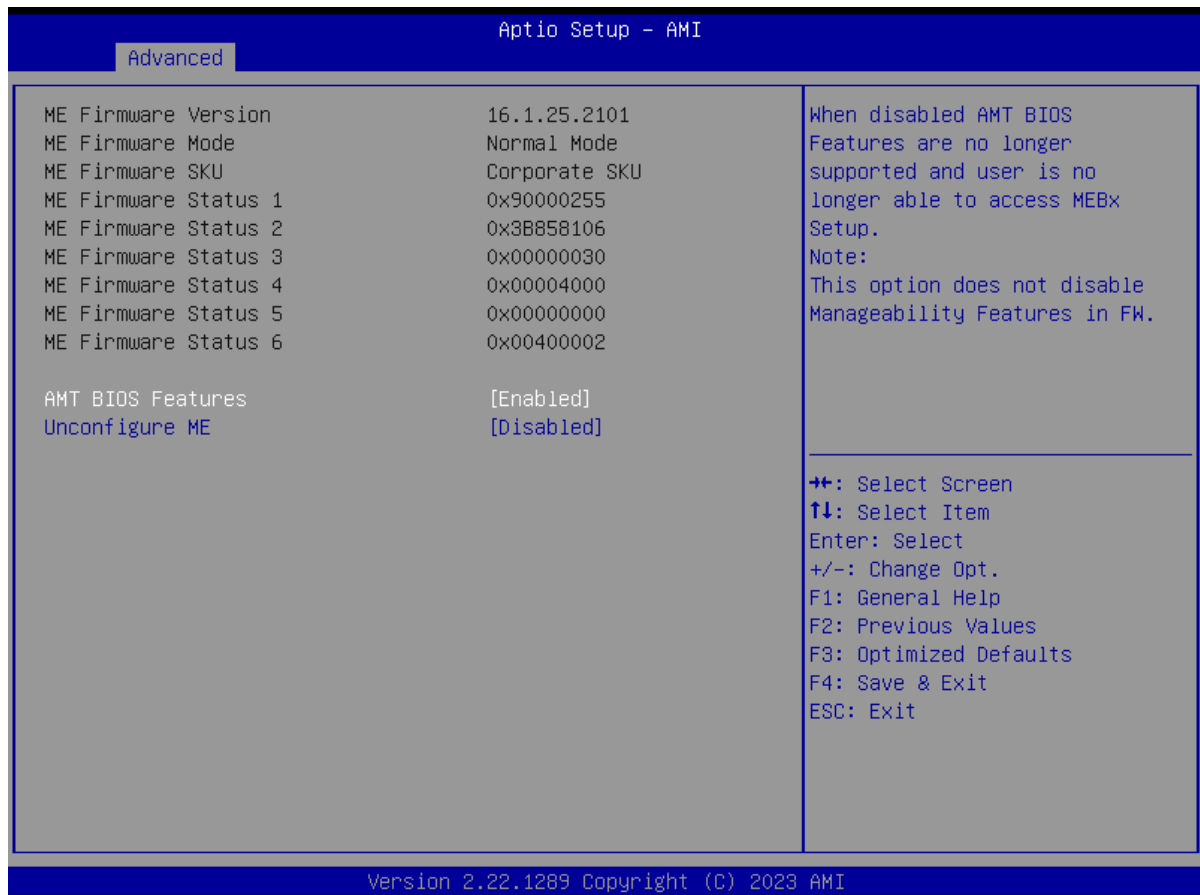 Aptio Setup – AMI
Advanced
ME Firmware Version 16.1.25.2101
ME Firmware Mode Normal Mode
ME Firmware SKU Corporate SKU
ME Firmware Status 1 0x90000255
ME Firmware Status 2 0x3B858106
ME Firmware Status 3 0x00000030
ME Firmware Status 4 0x00004000
ME Firmware Status 5 0x00000000
ME Firmware Status 6 0x00400002
AMT BIOS Features [Enabled]
Unconfigure ME [Disabled]
When disabled AMT BIOS
Features are no longer
supported and user is no
longer able to access MEBx
Setup.
Note:
This option does not disable
Manageability Features in FW.
→←: Select Screen
↑↓: Select Item
Enter: Select
+/-: Change Opt.
F1: General Help
F2: Previous Values
F3: Optimized Defaults
F4: Save & Exit
ESC: Exit
Version 2.22.1289 Copyright (C) 2023 AMI